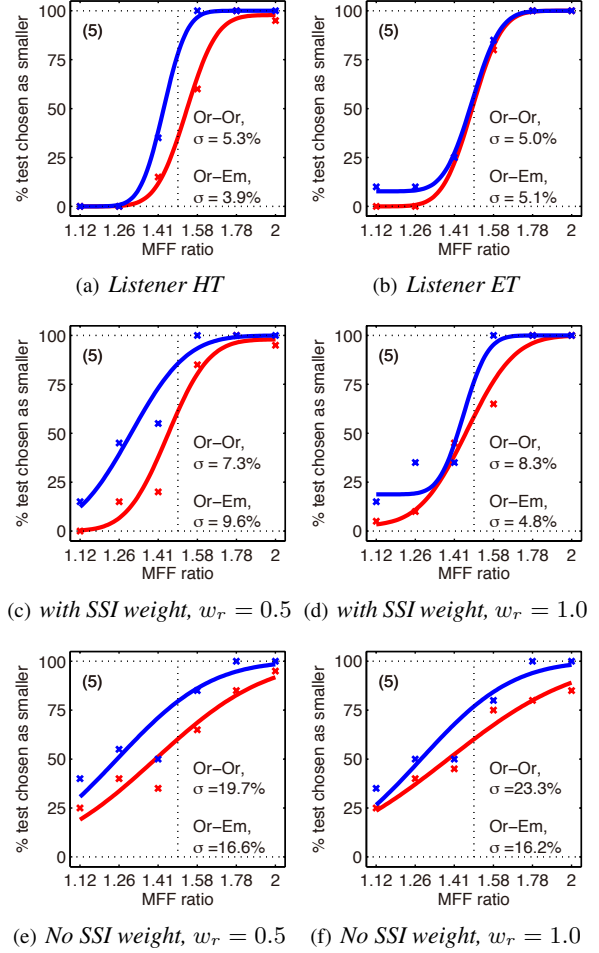 % test chosen as smaller
100
75
50
25
0
(5)
Or–Or,
σ = 5.3%
Or–Em,
σ = 3.9%
1.12 1.26 1.41 1.58 1.78 2
MFF ratio
(a) Listener HT
% test chosen as smaller
100
75
50
25
0
(5)
Or–Or,
σ = 5.0%
Or–Em,
σ = 5.1%
1.12 1.26 1.41 1.58 1.78 2
MFF ratio
(b) Listener ET
% test chosen as smaller
100
75
50
25
0
(5)
Or–Or,
σ = 7.3%
Or–Em,
σ = 9.6%
1.12 1.26 1.41 1.58 1.78 2
MFF ratio
(c) with SSI weight, w_r = 0.5
% test chosen as smaller
100
75
50
25
0
(5)
Or–Or,
σ = 8.3%
Or–Em,
σ = 4.8%
1.12 1.26 1.41 1.58 1.78 2
MFF ratio
(d) with SSI weight, w_r = 1.0
% test chosen as smaller
100
75
50
25
0
(5)
Or–Or,
σ =19.7%
Or–Em,
σ =16.6%
1.12 1.26 1.41 1.58 1.78 2
MFF ratio
(e) No SSI weight, w_r = 0.5
% test chosen as smaller
100
75
50
25
0
(5)
Or–Or,
σ =23.3%
Or–Em,
σ =16.2%
1.12 1.26 1.41 1.58 1.78 2
MFF ratio
(f) No SSI weight, w_r = 1.0